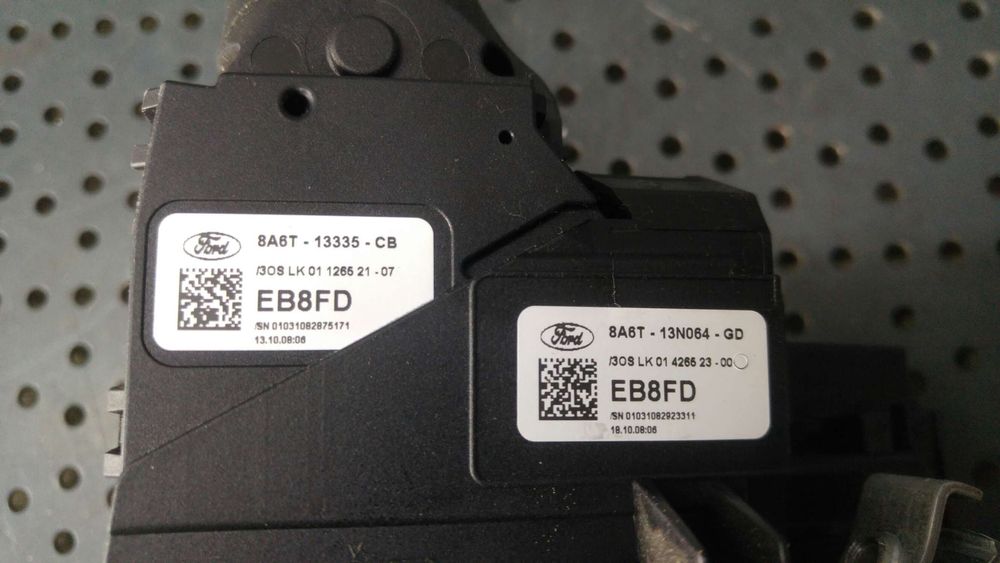 Ford
8A6T - 13335 - CB
/3OS LK 01 1266 21 - 07
EB8FD
/SN 01031082875171
13.10.08:06
Ford
8A6T - 13N064 - GD
/3OS LK 01 4266 23 - 00
EB8FD
/SN 01031082923311
18.10.08:06